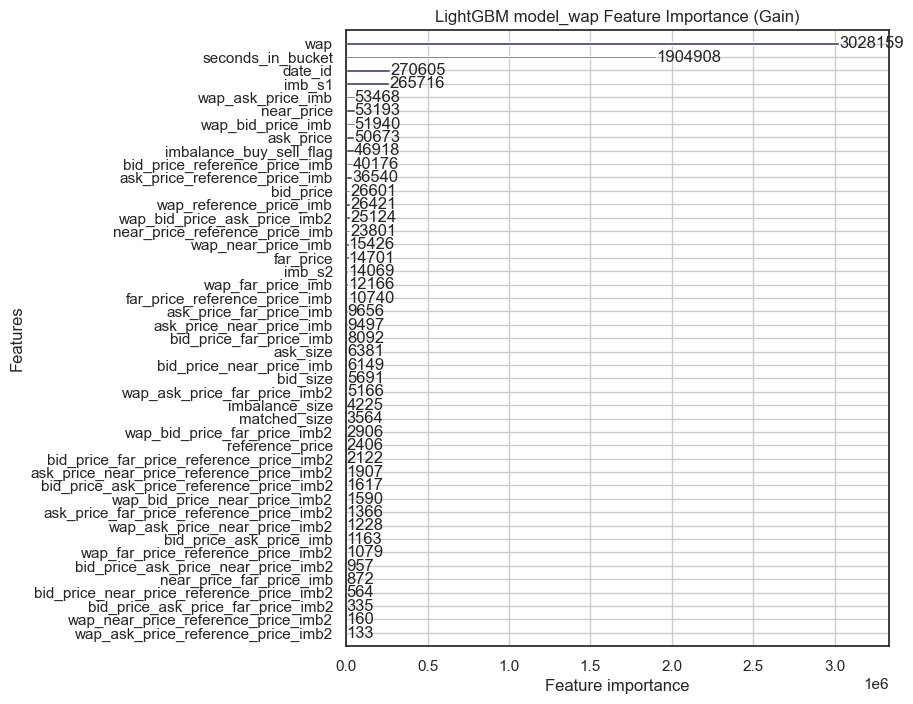 LightGBM model_wap Feature Importance (Gain)
wap 3028159
seconds_in_bucket 1904908
date_id 270605
imb_s1 265716
wap_ask_price_imb 53468
near_price 53193
wap_bid_price_imb 51940
ask_price 50673
imbalance_buy_sell_flag 46918
bid_price_reference_price_imb 40176
ask_price_reference_price_imb 36540
bid_price 26601
wap_reference_price_imb 26421
wap_bid_price_ask_price_imb2 25124
near_price_reference_price_imb 23801
wap_near_price_imb 15426
far_price 14701
imb_s2 14069
wap_far_price_imb 12166
far_price_reference_price_imb 10740
ask_price_far_price_imb 9656
ask_price_near_price_imb 9497
bid_price_far_price_imb 8092
ask_size 6381
bid_price_near_price_imb 6149
bid_size 5691
wap_ask_price_far_price_imb2 5166
imbalance_size 4225
matched_size 3564
wap_bid_price_far_price_imb2 2906
reference_price 2406
bid_price_far_price_reference_price_imb2 2122
ask_price_near_price_reference_price_imb2 1907
bid_price_ask_price_reference_price_imb2 1617
wap_bid_price_near_price_imb2 1590
ask_price_far_price_reference_price_imb2 1366
wap_ask_price_near_price_imb2 1228
bid_price_ask_price_imb 1163
wap_far_price_reference_price_imb2 1079
bid_price_ask_price_near_price_imb2 957
near_price_far_price_imb 872
bid_price_near_price_reference_price_imb2 564
bid_price_ask_price_far_price_imb2 335
wap_near_price_reference_price_imb2 160
wap_ask_price_reference_price_imb2 133
Features
0.0 0.5 1.0 1.5 2.0 2.5 3.0
1e6
Feature importance